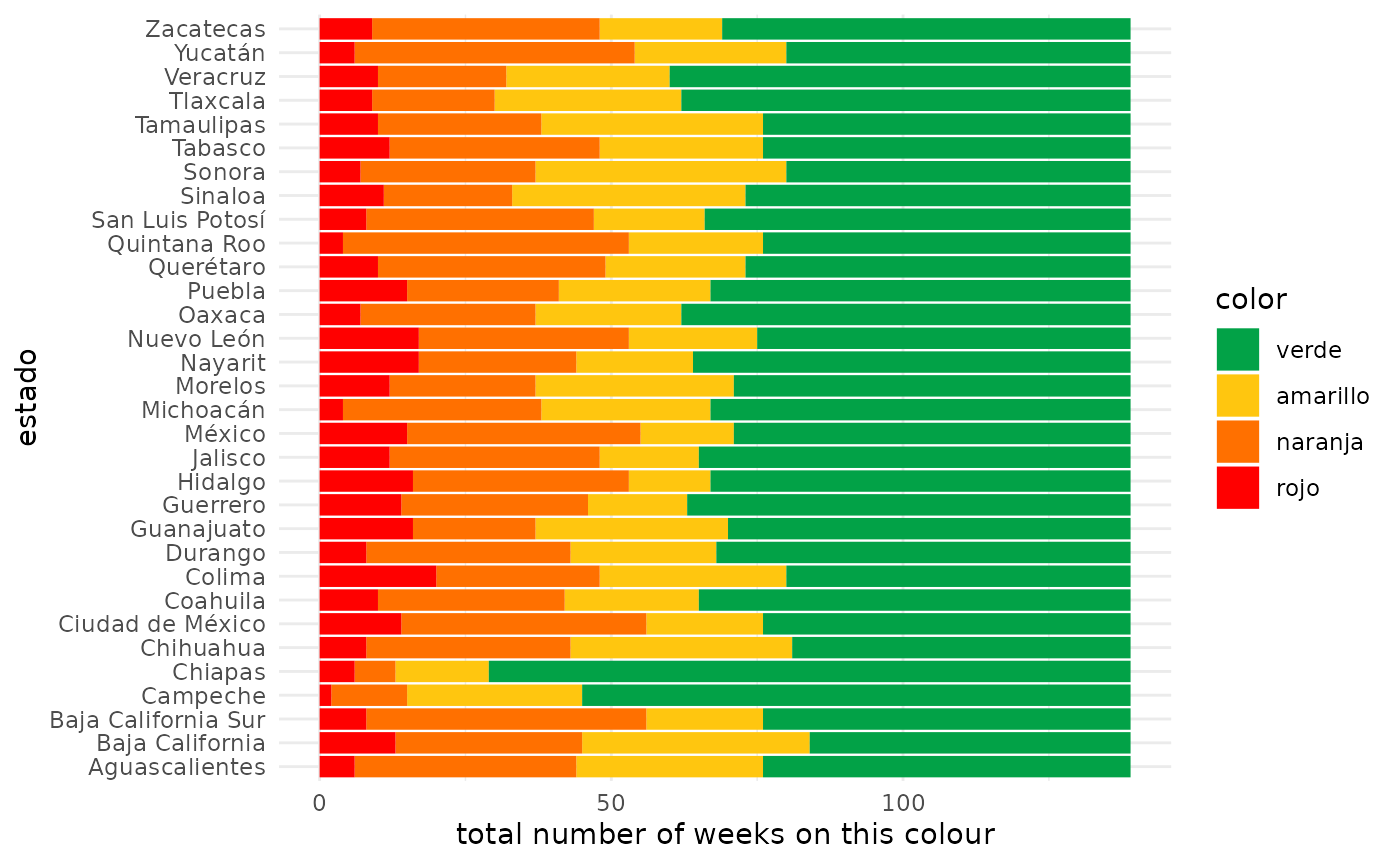 Zacatecas
Yucatán
Veracruz
Tlaxcala
Tamaulipas
Tabasco
Sonora
Sinaloa
San Luis Potosí
Quintana Roo
Querétaro
Puebla
Oaxaca
Nuevo León
Nayarit
Morelos
Michoacán
México
Jalisco
Hidalgo
Guerrero
Guanajuato
Durango
Colima
Coahuila
Ciudad de México
Chihuahua
Chiapas
Campeche
Baja California Sur
Baja California
Aguascalientes
estado
0 50 100
total number of weeks on this colour
color
verde
amarillo
naranja
rojo